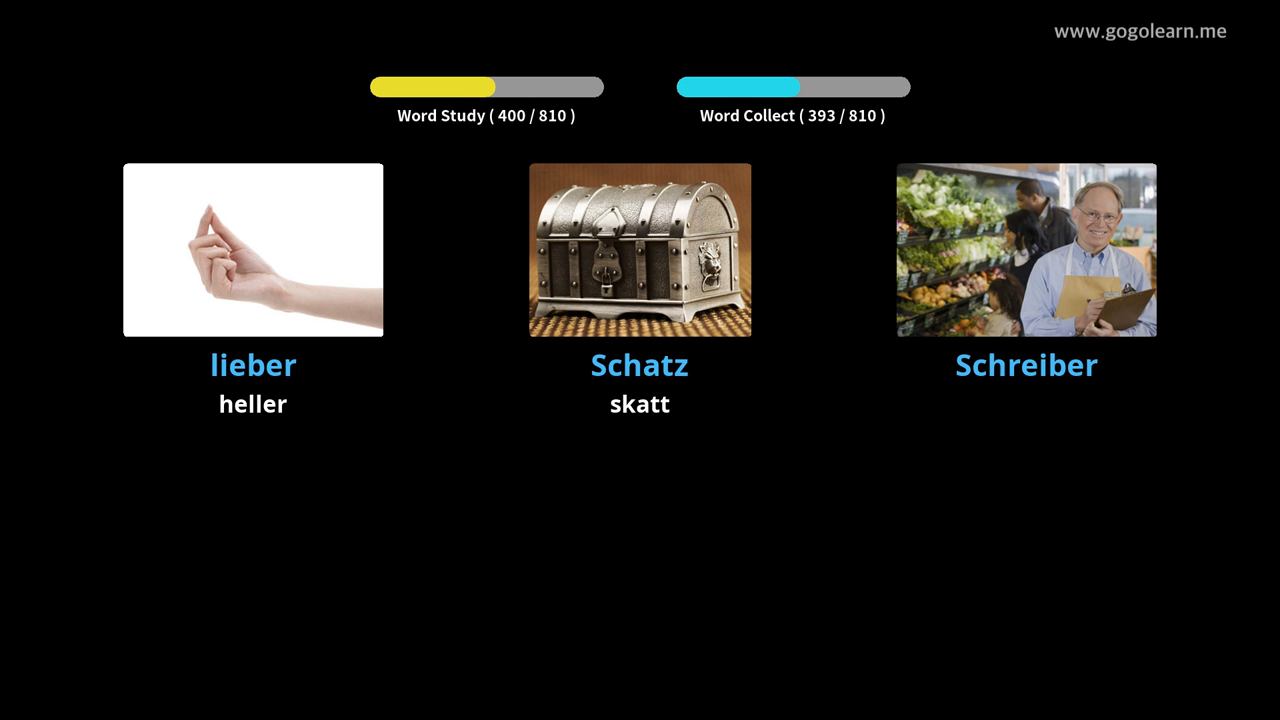 www.gogolearn.me
Word Study ( 400 / 810 )
Word Collect ( 393 / 810 )
lieber
heller
Schatz
skatt
Schreiber